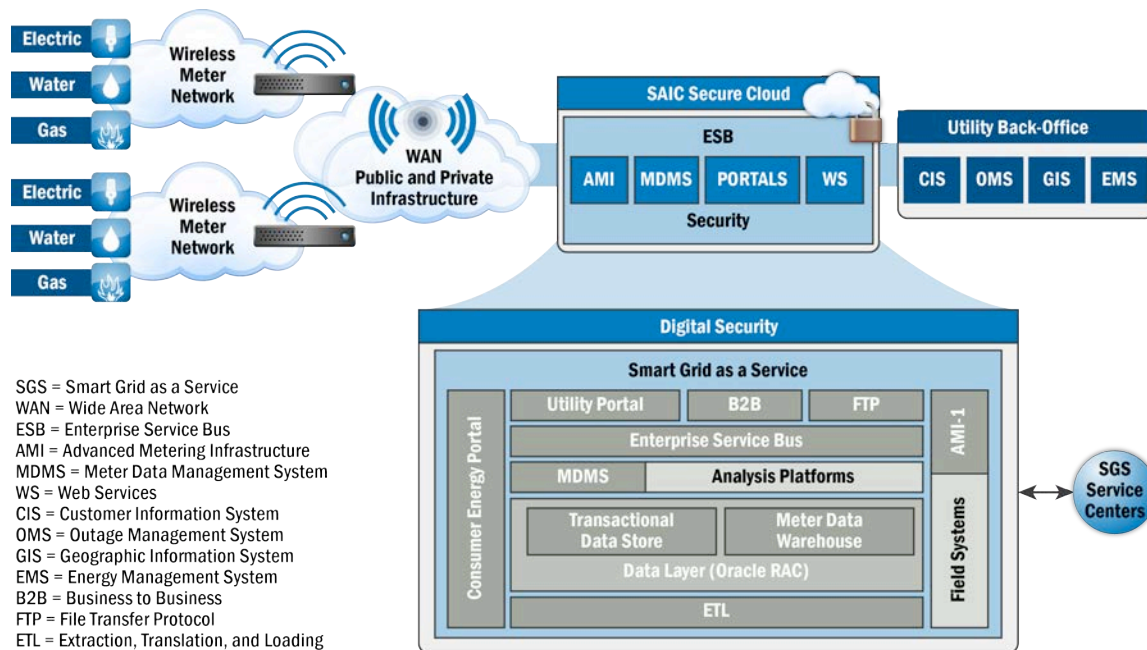 Electric
Water
Gas
Wireless
Meter
Network
Electric
Water
Gas
Wireless
Meter
Network
WAN
Public and Private
Infrastructure
SAIC Secure Cloud
ESB
AMI
MDMS
PORTALS
WS
Security
Utility Back-Office
CIS
OMS
GIS
EMS
Digital Security
Smart Grid as a Service
Consumer Energy Portal
Utility Portal
B2B
FTP
Enterprise Service Bus
MDMS
Analysis Platforms
Transactional
Data Store
Meter Data
Warehouse
Data Layer (Oracle RAC)
ETL
AMI-1
Field Systems
SGS
Service
Centers
SGS = Smart Grid as a Service
WAN = Wide Area Network
ESB = Enterprise Service Bus
AMI = Advanced Metering Infrastructure
MDMS = Meter Data Management System
WS = Web Services
CIS = Customer Information System
OMS = Outage Management System
GIS = Geographic Information System
EMS = Energy Management System
B2B = Business to Business
FTP = File Transfer Protocol
ETL = Extraction, Translation, and Loading